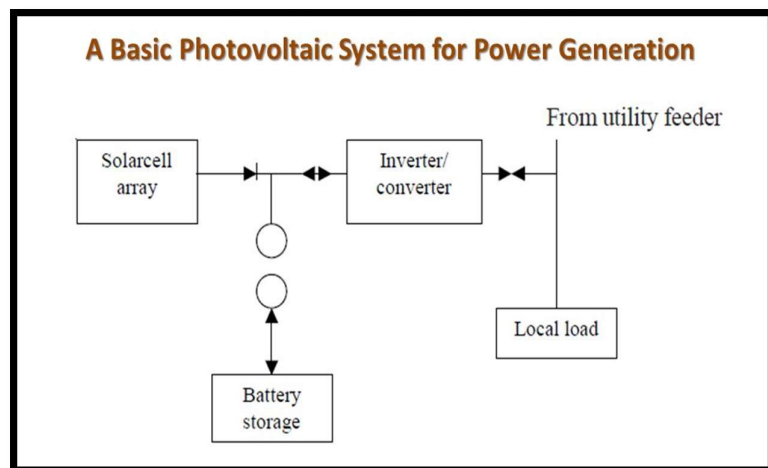 A Basic Photovoltaic System for Power Generation
From utility feeder
Solarcell
array
Inverter/
converter
Local load
Battery
storage